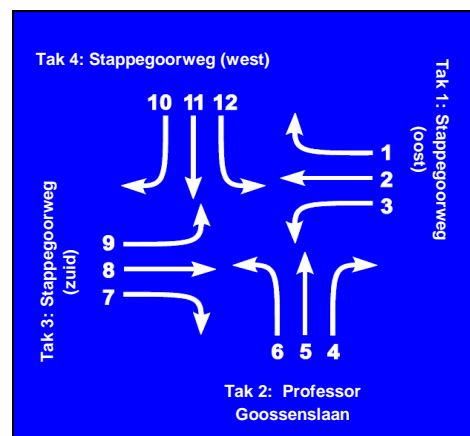 Tak 4: Stappegoorweg (west)
10 11 12
Tak 1: Stappegoorweg
(oost)
1
2
3
Tak 3: Stappegoorweg
(zuid)
9
8
7
6 5 4
Tak 2: Professor
Goossenslaan